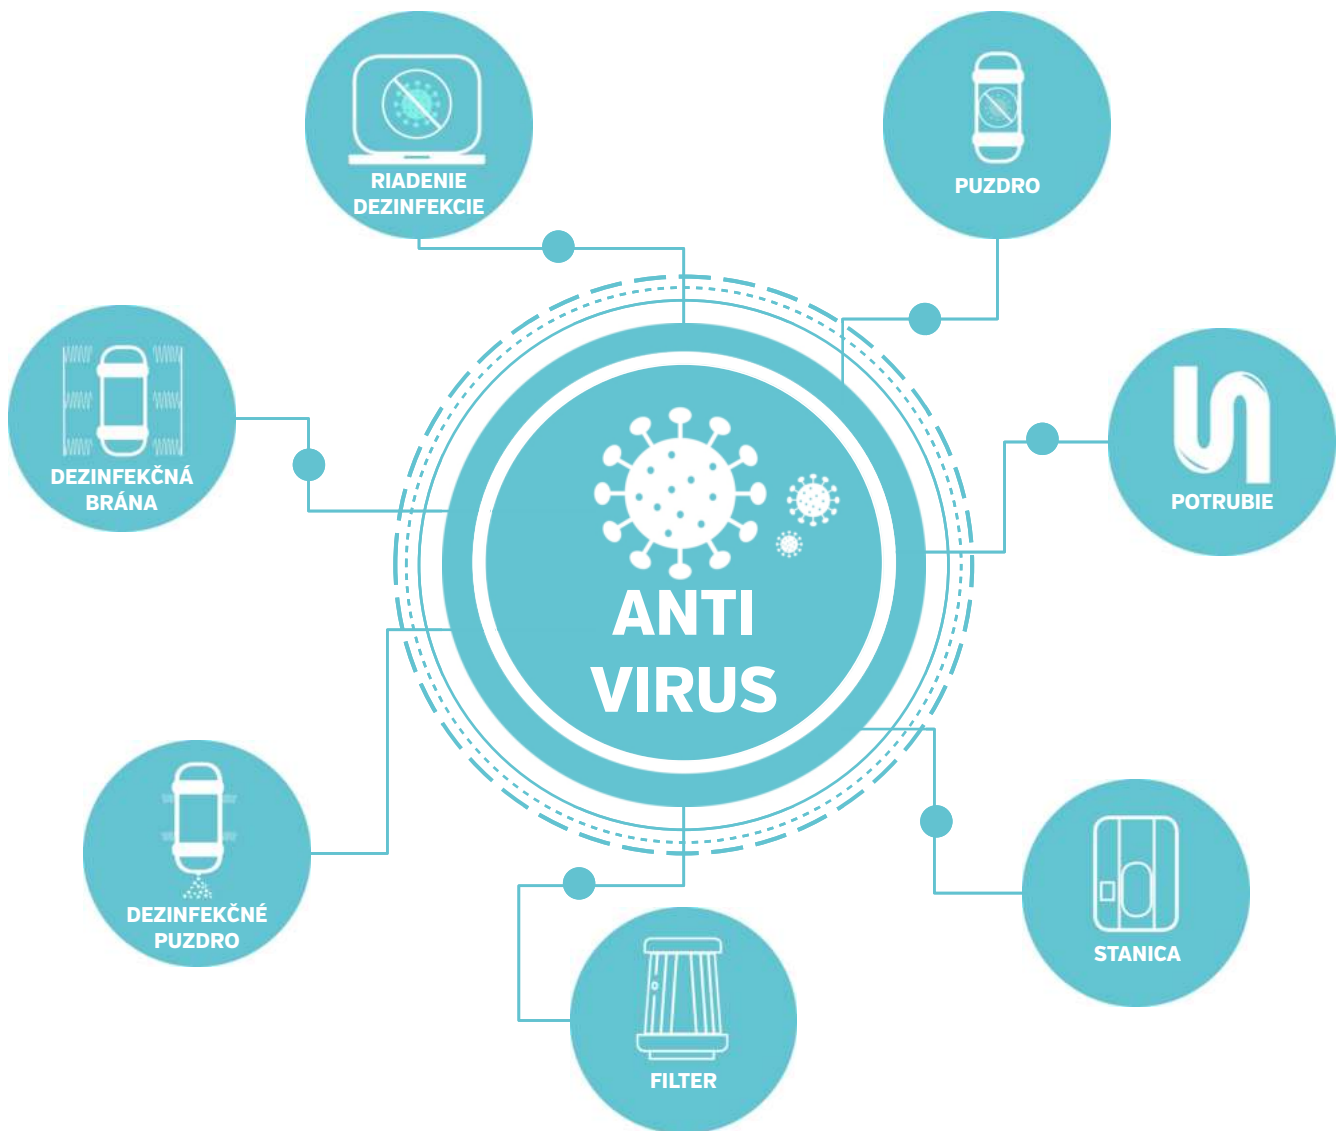 RIADENIE
DEZINFEKCIE
PUZDRO
DEZINFEKČNÁ
BRÁNA
POTRUBIE
ANTI
VIRUS
DEZINFEKČNÉ
PUZDRO
STANICA
FILTER